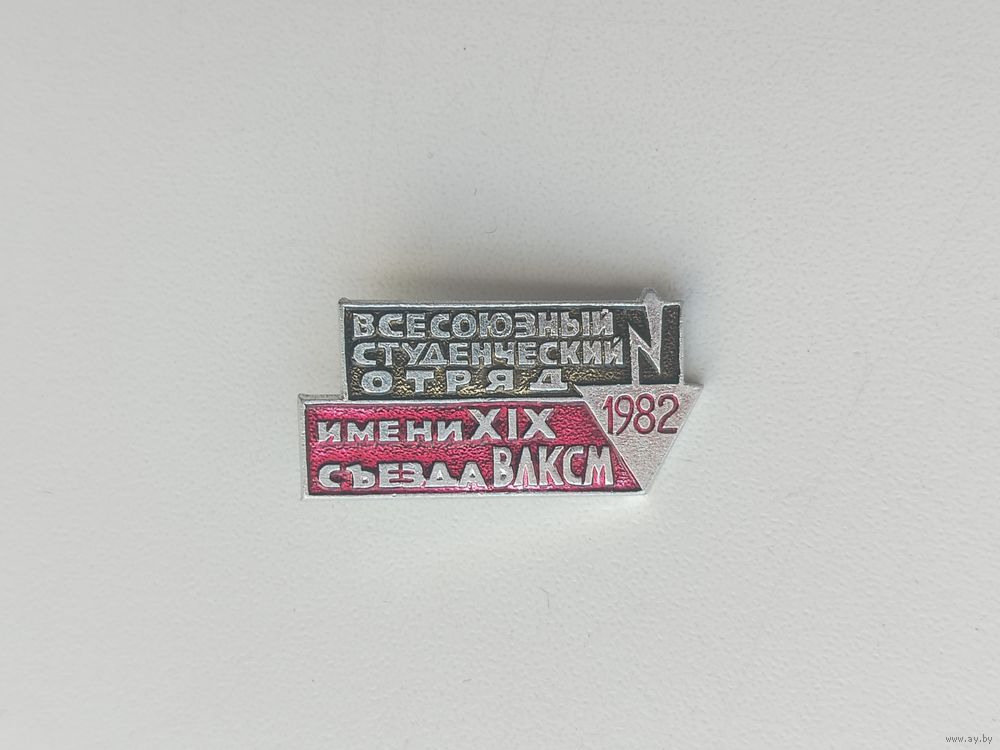 ВСЕСОЮЗНЫЙ
СТУДЕНЧЕСКИЙ
ОТРЯД
1982
ИМЕНИ XIX
СЪЕЗДА ВЛКСМ
www.ay.by